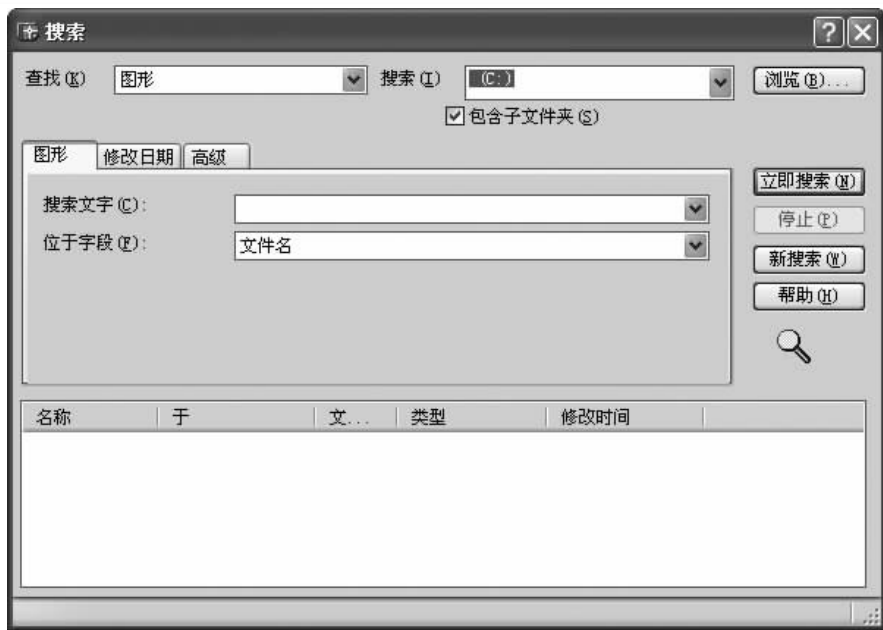 搜索
查找(K) 图形 搜索(I) (C:) 浏览(B)...
包含子文件夹(S)
图形 修改日期 高级
搜索文字(C):
位于字段(F): 文件名
立即搜索(N)
停止(P)
新搜索(W)
帮助(H)
名称 于 文... 类型 修改时间